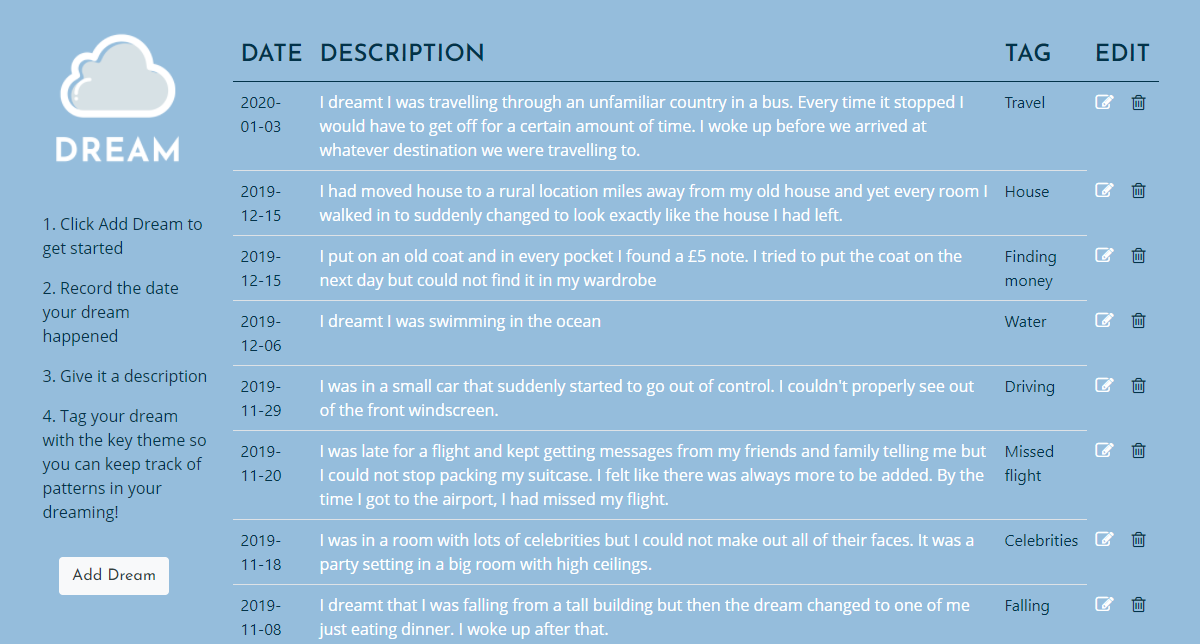 DREAM
1. Click Add Dream to
get started
2. Record the date
your dream
happened
3. Give it a description
4. Tag your dream
with the key theme so
you can keep track of
patterns in your
dreaming!
Add Dream
DATE DESCRIPTION TAG EDIT
2020- I dreamt I was travelling through an unfamiliar country in a bus. Every time it stopped I Travel
01-03 would have to get off for a certain amount of time. I woke up before we arrived at
whatever destination we were travelling to.
2019- I had moved house to a rural location miles away from my old house and yet every room I House
12-15 walked in to suddenly changed to look exactly like the house I had left.
2019- I put on an old coat and in every pocket I found a £5 note. I tried to put the coat on the Finding
12-15 next day but could not find it in my wardrobe money
2019- I dreamt I was swimming in the ocean Water
12-06
2019- I was in a small car that suddenly started to go out of control. I couldn't properly see out Driving
11-29 of the front windscreen.
2019- I was late for a flight and kept getting messages from my friends and family telling me but Missed
11-20 I could not stop packing my suitcase. I felt like there was always more to be added. By the flight
time I got to the airport, I had missed my flight.
2019- I was in a room with lots of celebrities but I could not make out all of their faces. It was a Celebrities
11-18 party setting in a big room with high ceilings.
2019- I dreamt that I was falling from a tall building but then the dream changed to one of me Falling
11-08 just eating dinner. I woke up after that.